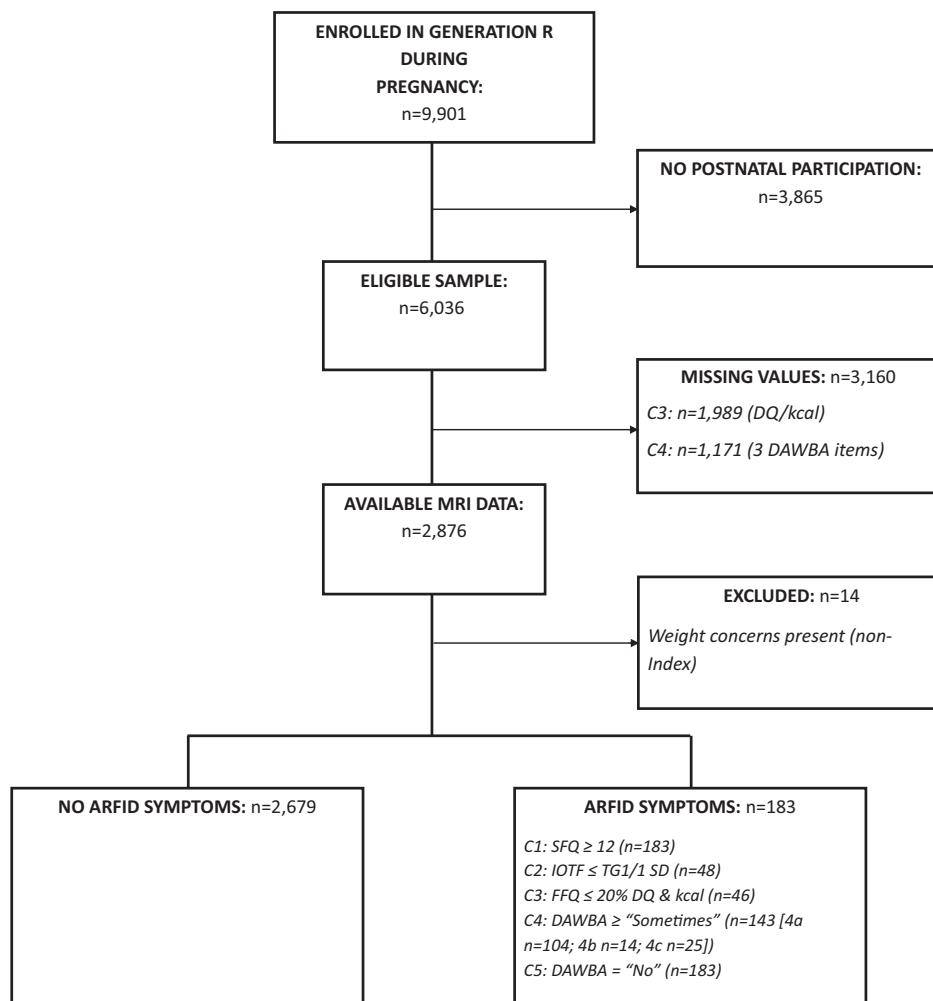 ENROLLED IN GENERATION R
DURING
PREGNANCY:
n=9,901
NO POSTNATAL PARTICIPATION:
n=3,865
ELIGIBLE SAMPLE:
n=6,036
MISSING VALUES: n=3,160
C3: n=1,989 (DQ/kcal)
C4: n=1,171 (3 DAWBA items)
AVAILABLE MRI DATA:
n=2,876
EXCLUDED: n=14
Weight concerns present (non-
Index)
NO ARFID SYMPTOMS: n=2,679
ARFID SYMPTOMS: n=183
C1: SFQ ≥ 12 (n=183)
C2: IOTF ≤ TG1/1 SD (n=48)
C3: FFQ ≤ 20% DQ & kcal (n=46)
C4: DAWBA ≥ “Sometimes” (n=143 [4a
n=104; 4b n=14; 4c n=25])
C5: DAWBA = “No” (n=183)